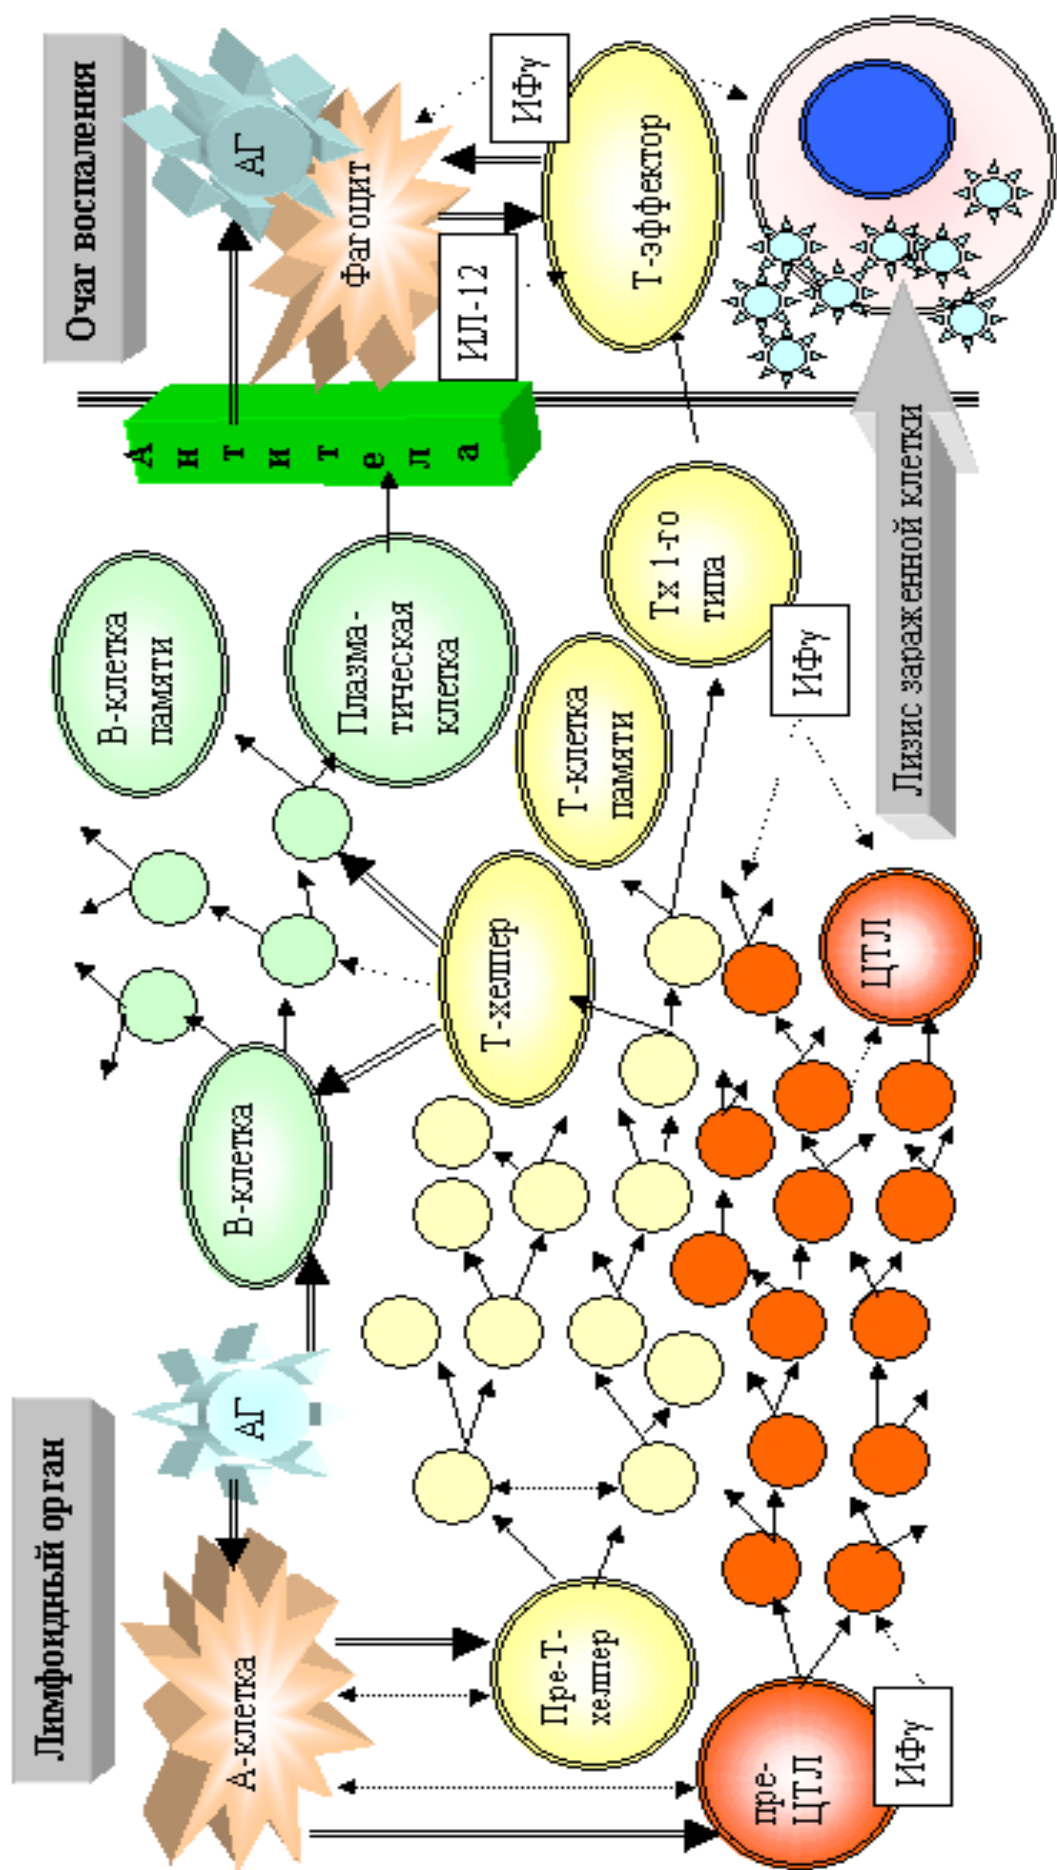 Лимфоидный орган
Очаг воспаления
А-клетка
АГ
В-клетка
В-клетка
памяти
АГ
Плазма-
тическая
клетка
Антитела
Фагоцит
ИЛ-12
ИФγ
Пре-Т-
хелпер
Т-хелпер
Т-клетка
памяти
Тх 1-го
типа
Т-эффектор
ИФγ
пре-
ЦТЛ
ИФγ
ЦТЛ
Лизис зараженной клетки